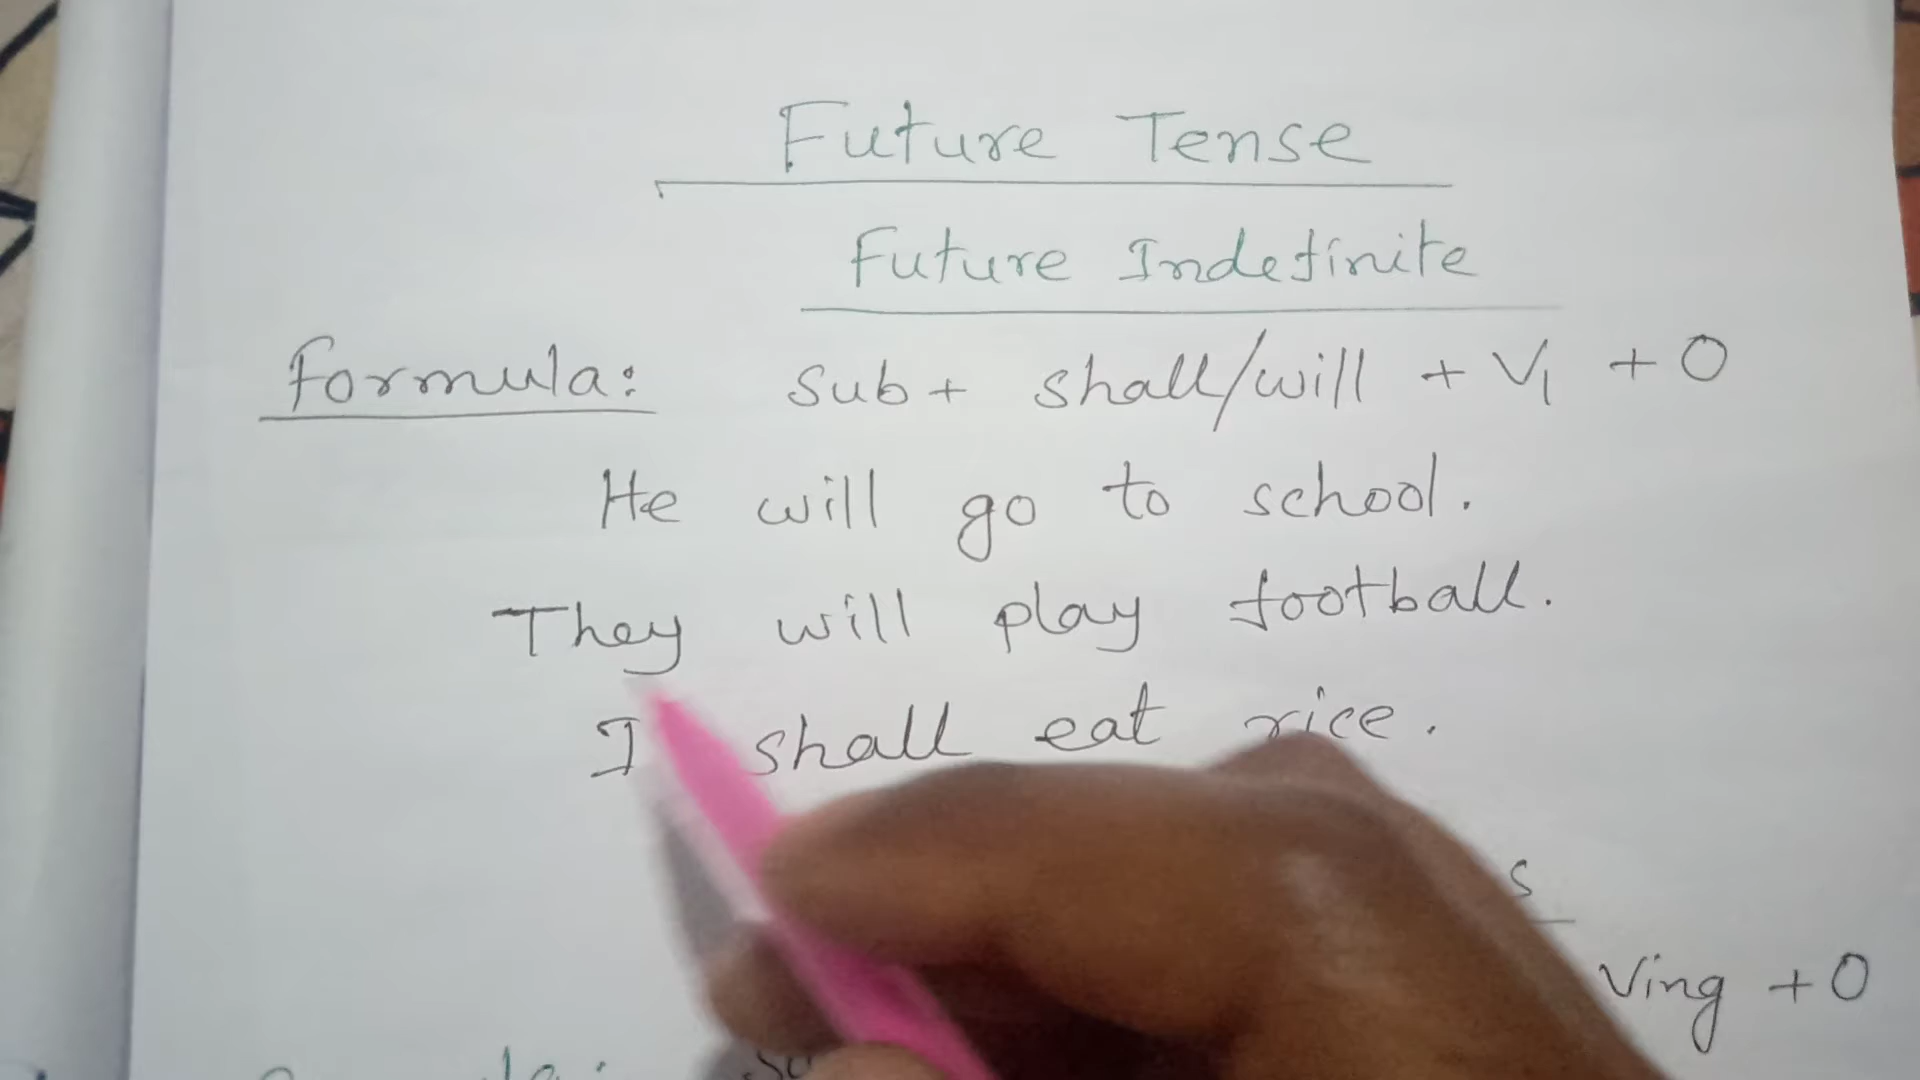 Future Tense
Future Indefinite
Formula: Sub + shall/will + V1 + O
He will go to school.
They will play football.
I shall eat rice.
s
Ving + O